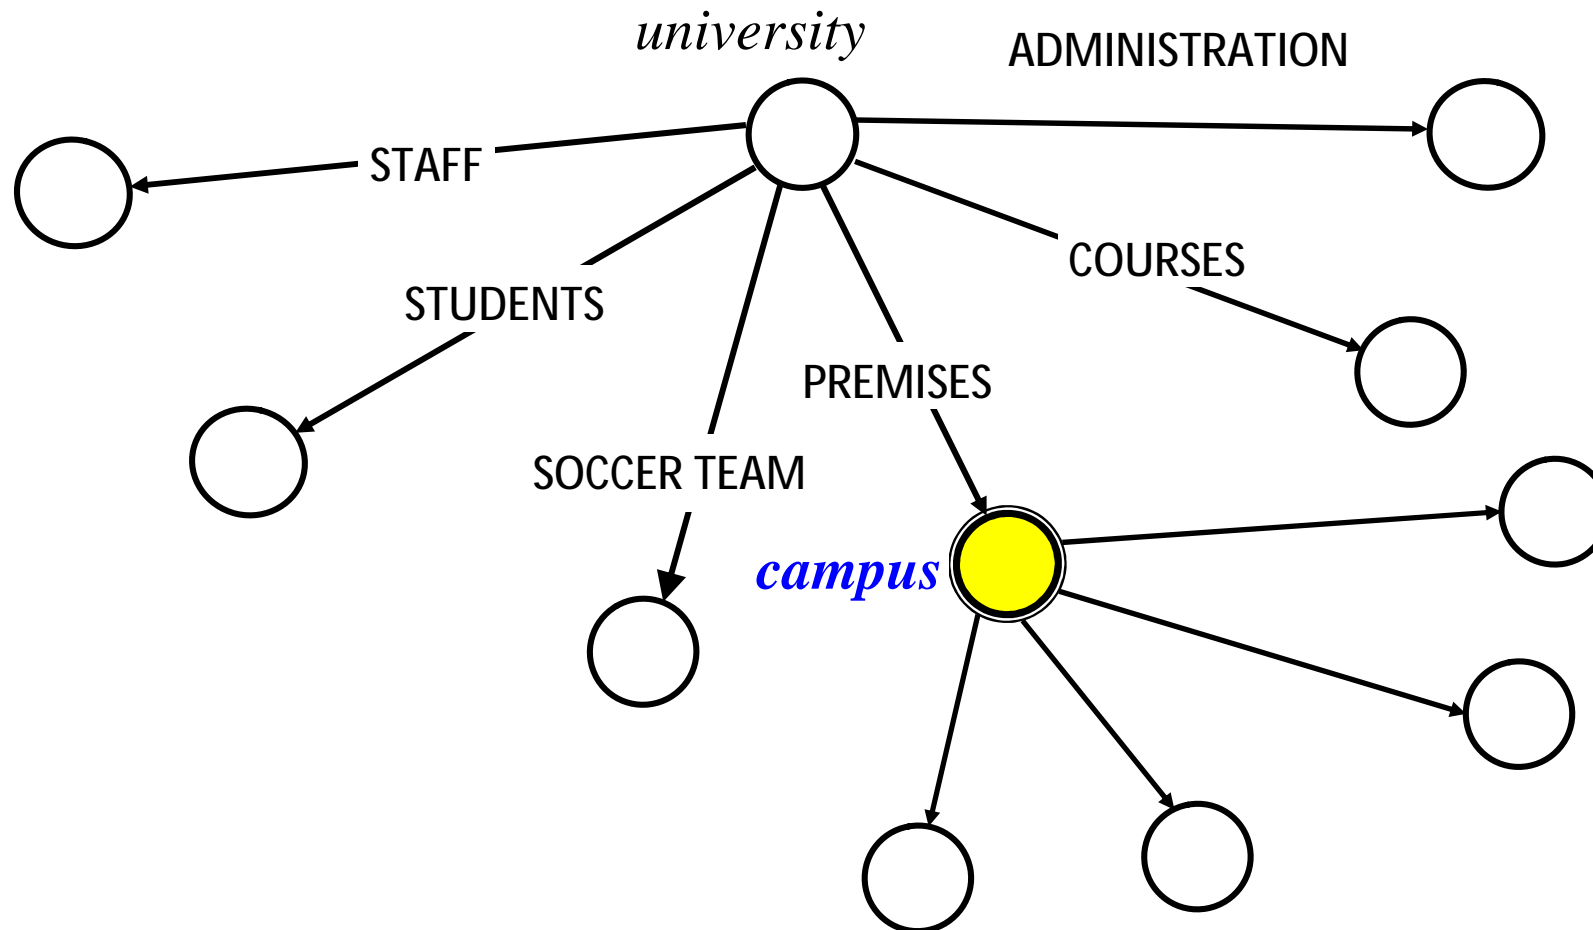 university
ADMINISTRATION
STAFF
COURSES
STUDENTS
PREMISES
SOCCER TEAM
campus